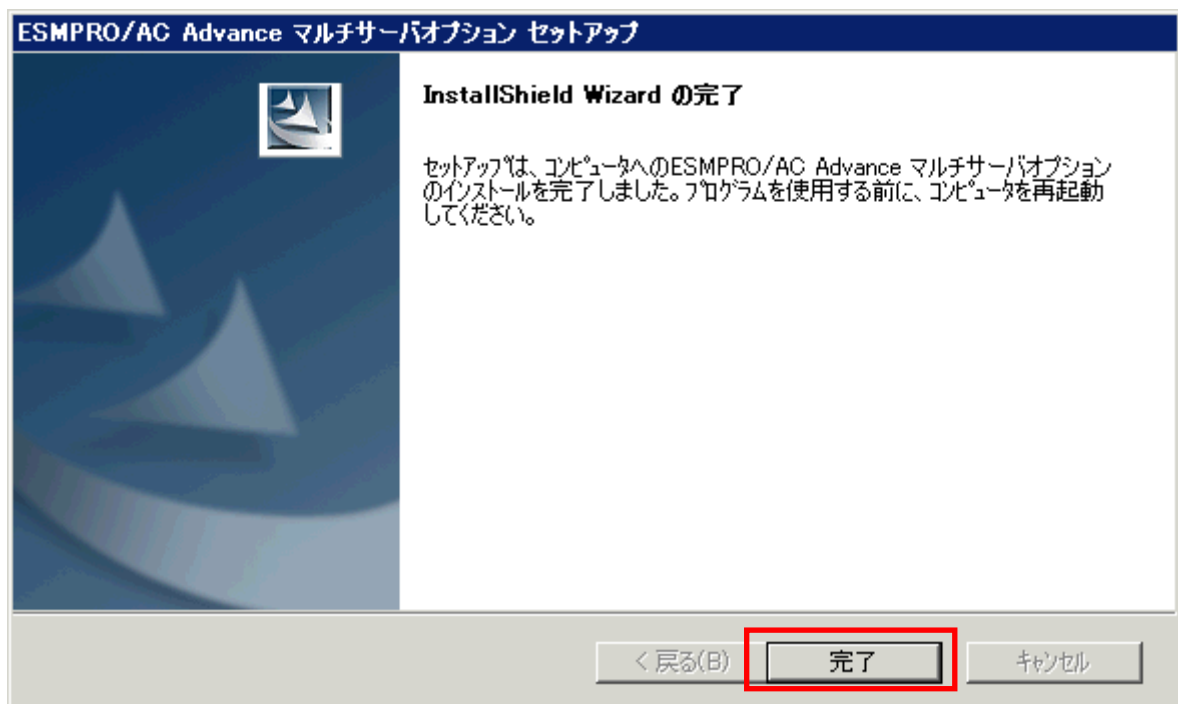 ESMPRO/AC Advance マルチサーバオプション セットアップ
InstallShield Wizard の完了
セットアップは、コンピュータへのESMPRO/AC Advance マルチサーバオプション
のインストールを完了しました。プログラムを使用する前に、コンピュータを再起動
してください。
< 戻る(B)
完了
キャンセル